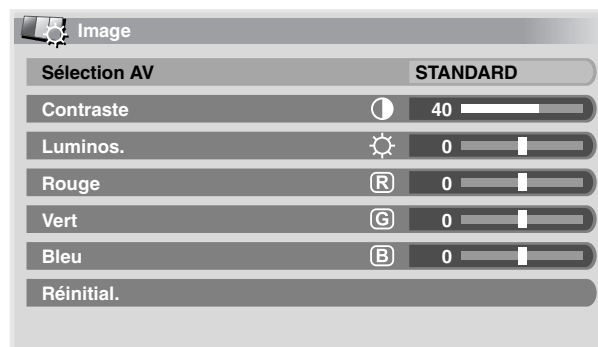 Image
Sélection AV STANDARD
Contraste 40
Luminos. 0
Rouge R 0
Vert G 0
Bleu B 0
Réinitial.